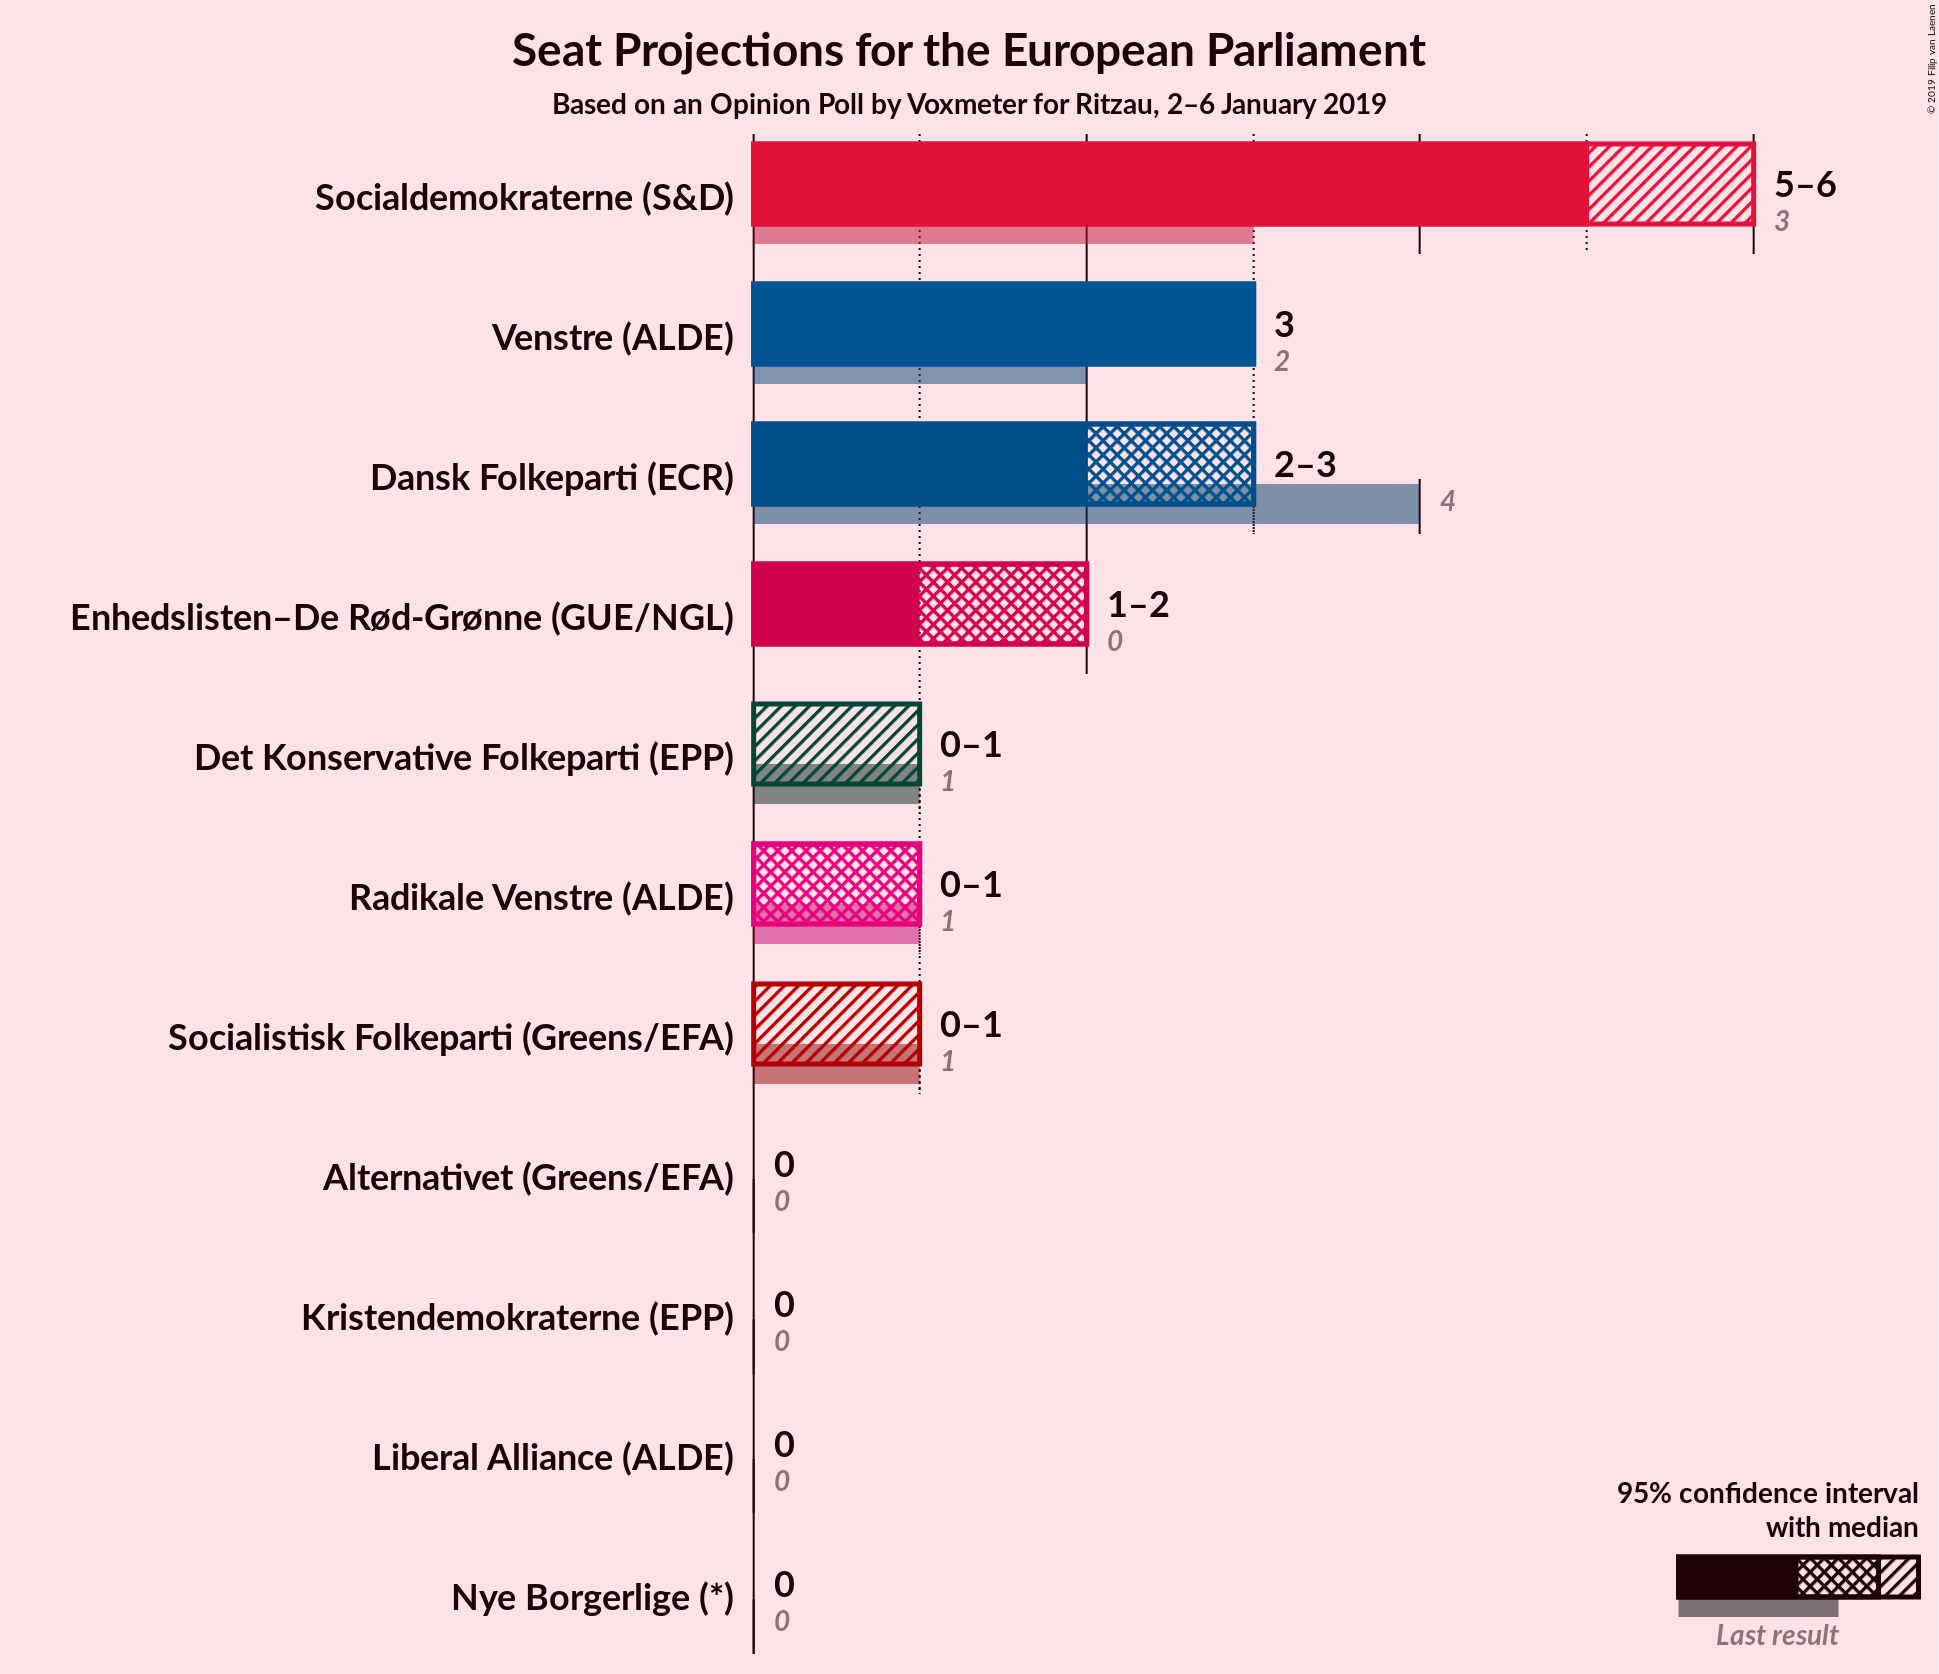 Seat Projections for the European Parliament
Based on an Opinion Poll by Voxmeter for Ritzau, 2–6 January 2019
© 2019 Filip van Laenen
Socialdemokraterne (S&D)
5–6
3
Venstre (ALDE)
3
2
Dansk Folkeparti (ECR)
2–3
4
Enhedslisten–De Rød-Grønne (GUE/NGL)
1–2
0
Det Konservative Folkeparti (EPP)
0–1
1
Radikale Venstre (ALDE)
0–1
1
Socialistisk Folkeparti (Greens/EFA)
0–1
1
Alternativet (Greens/EFA)
0
0
Kristendemokraterne (EPP)
0
0
Liberal Alliance (ALDE)
0
0
Nye Borgerlige (*)
0
0
95% confidence interval
with median
Last result